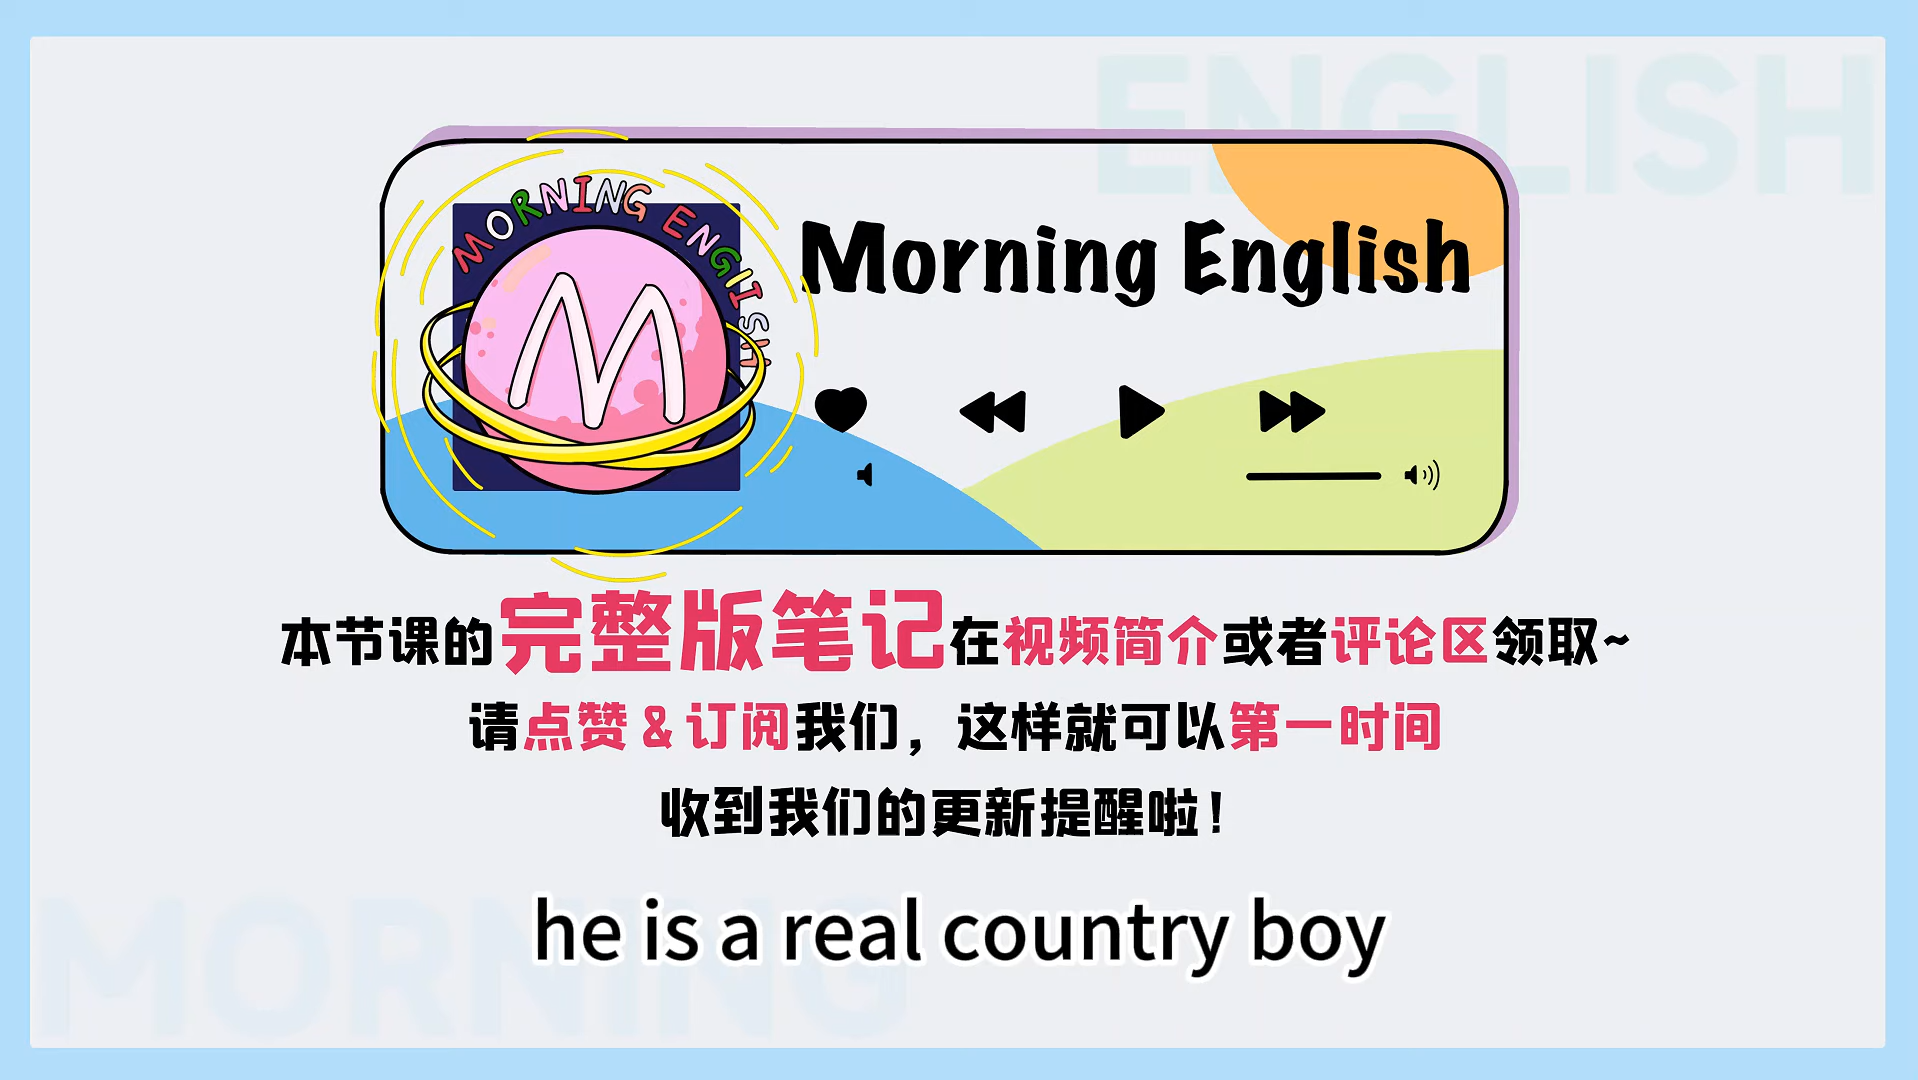 ENGLISH
MORNING ENGLISH
M
Morning English
本节课的完整版笔记在视频简介或者评论区领取~
请点赞&订阅我们，这样就可以第一时间
收到我们的更新提醒啦！
he is a real country boy
MORNING